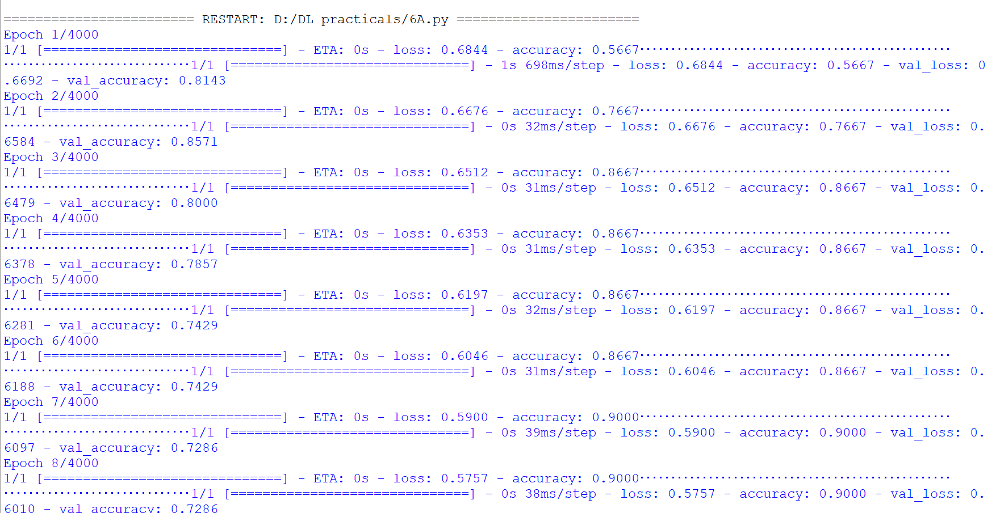 ======================== RESTART: D:/DL practicals/6A.py =======================
Epoch 1/4000
1/1 [==============================] - ETA: 0s - loss: 0.6844 - accuracy: 0.5667··················································
······························1/1 [==============================] - 1s 698ms/step - loss: 0.6844 - accuracy: 0.5667 - val_loss: 0
.6692 - val_accuracy: 0.8143
Epoch 2/4000
1/1 [==============================] - ETA: 0s - loss: 0.6676 - accuracy: 0.7667··················································
······························1/1 [==============================] - 0s 32ms/step - loss: 0.6676 - accuracy: 0.7667 - val_loss: 0.
6584 - val_accuracy: 0.8571
Epoch 3/4000
1/1 [==============================] - ETA: 0s - loss: 0.6512 - accuracy: 0.8667··················································
······························1/1 [==============================] - 0s 31ms/step - loss: 0.6512 - accuracy: 0.8667 - val_loss: 0.
6479 - val_accuracy: 0.8000
Epoch 4/4000
1/1 [==============================] - ETA: 0s - loss: 0.6353 - accuracy: 0.8667··················································
······························1/1 [==============================] - 0s 31ms/step - loss: 0.6353 - accuracy: 0.8667 - val_loss: 0.
6378 - val_accuracy: 0.7857
Epoch 5/4000
1/1 [==============================] - ETA: 0s - loss: 0.6197 - accuracy: 0.8667··················································
······························1/1 [==============================] - 0s 32ms/step - loss: 0.6197 - accuracy: 0.8667 - val_loss: 0.
6281 - val_accuracy: 0.7429
Epoch 6/4000
1/1 [==============================] - ETA: 0s - loss: 0.6046 - accuracy: 0.8667··················································
······························1/1 [==============================] - 0s 31ms/step - loss: 0.6046 - accuracy: 0.8667 - val_loss: 0.
6188 - val_accuracy: 0.7429
Epoch 7/4000
1/1 [==============================] - ETA: 0s - loss: 0.5900 - accuracy: 0.9000··················································
······························1/1 [==============================] - 0s 39ms/step - loss: 0.5900 - accuracy: 0.9000 - val_loss: 0.
6097 - val_accuracy: 0.7286
Epoch 8/4000
1/1 [==============================] - ETA: 0s - loss: 0.5757 - accuracy: 0.9000··················································
······························1/1 [==============================] - 0s 38ms/step - loss: 0.5757 - accuracy: 0.9000 - val_loss: 0.
6010 - val_accuracy: 0.7286